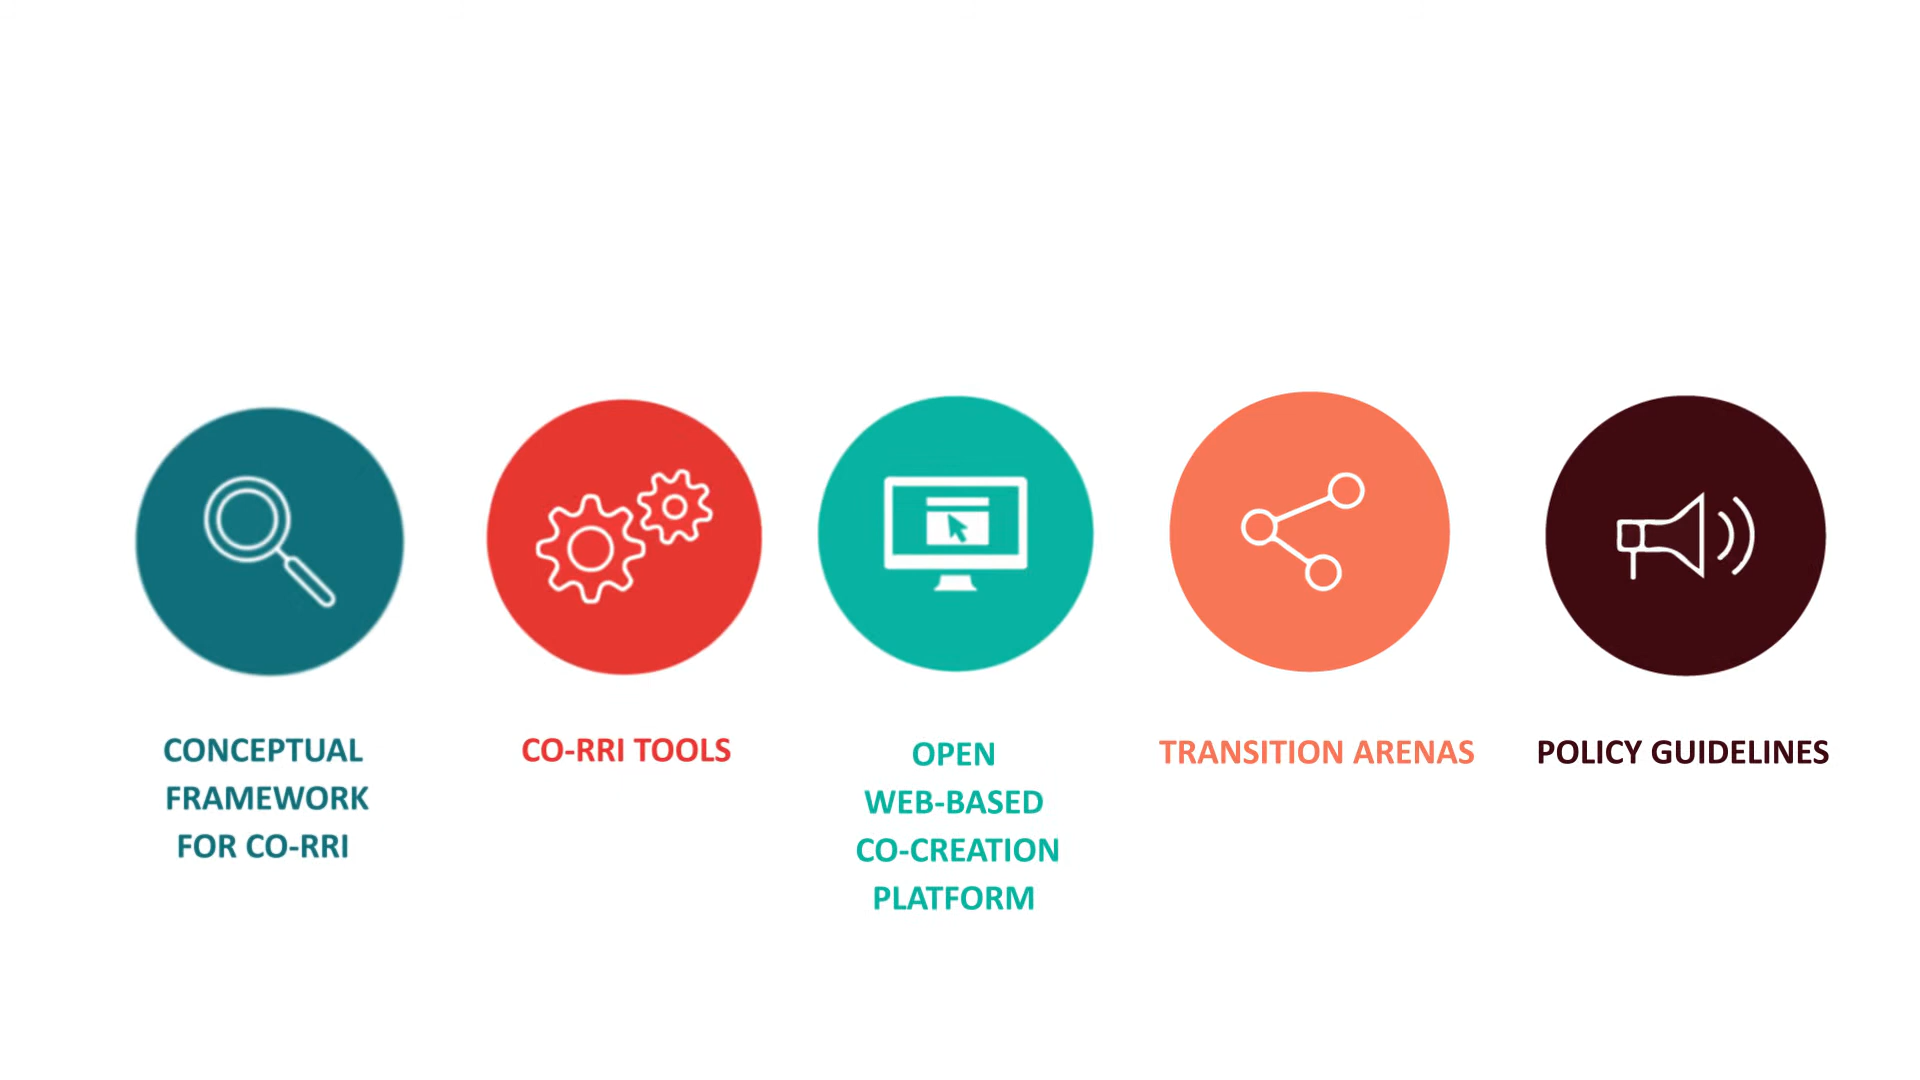 CONCEPTUAL
FRAMEWORK
FOR CO-RRI
CO-RRI TOOLS
OPEN
WEB-BASED
CO-CREATION
PLATFORM
TRANSITION ARENAS
POLICY GUIDELINES